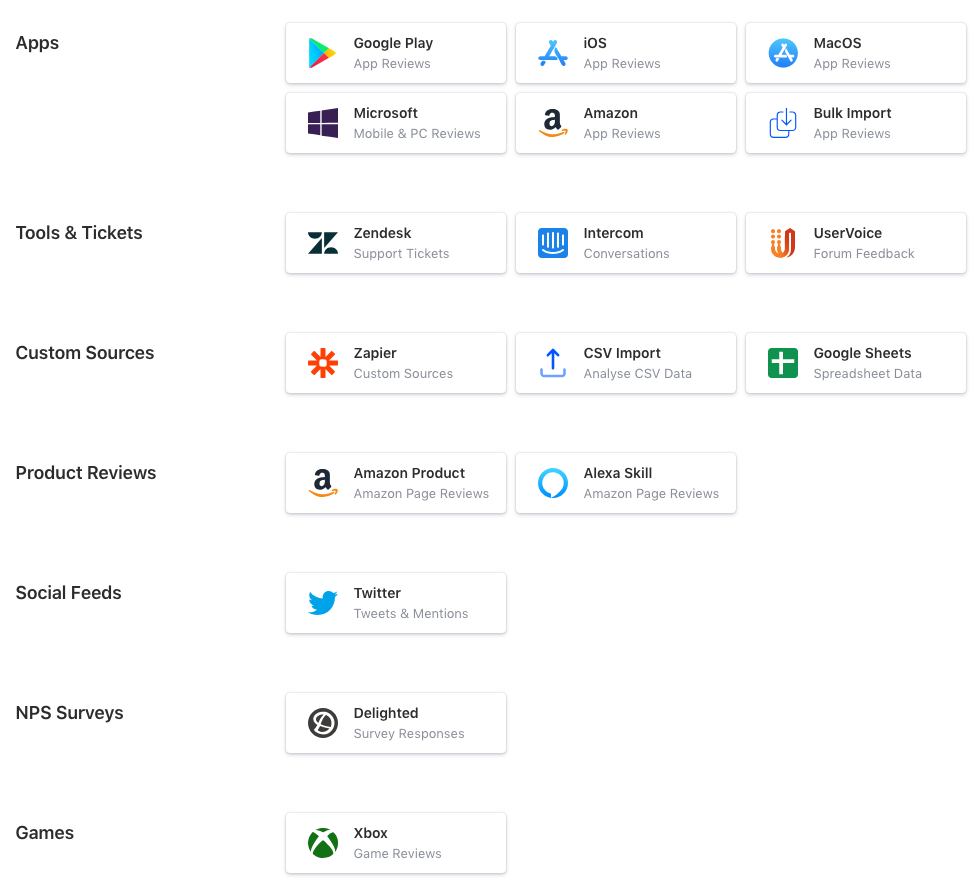 Apps
Google Play
App Reviews
iOS
App Reviews
MacOS
App Reviews
Microsoft
Mobile & PC Reviews
Amazon
App Reviews
Bulk Import
App Reviews
Tools & Tickets
Zendesk
Support Tickets
Intercom
Conversations
UserVoice
Forum Feedback
Custom Sources
Zapier
Custom Sources
CSV Import
Analyse CSV Data
Google Sheets
Spreadsheet Data
Product Reviews
Amazon Product
Amazon Page Reviews
Alexa Skill
Amazon Page Reviews
Social Feeds
Twitter
Tweets & Mentions
NPS Surveys
Delighted
Survey Responses
Games
Xbox
Game Reviews